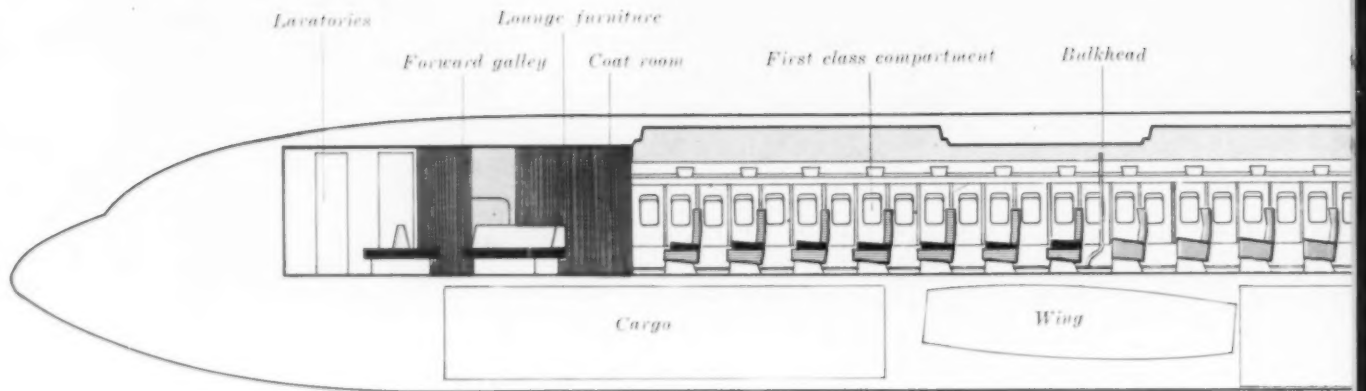 Lavatories
Lounge furniture
Forward galley
Coat room
First class compartment
Bulkhead
Cargo
Wing